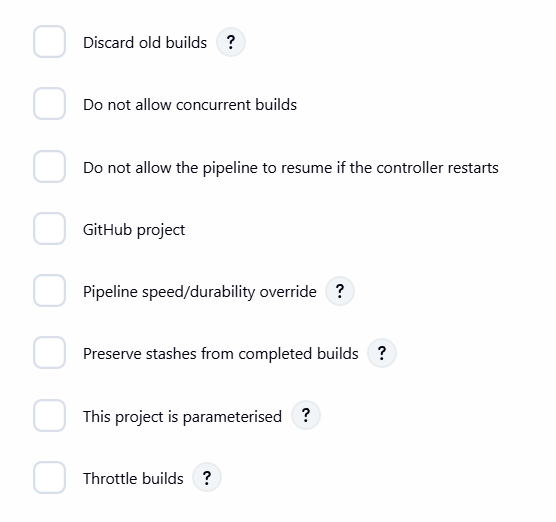 Discard old builds ?
Do not allow concurrent builds
Do not allow the pipeline to resume if the controller restarts
GitHub project
Pipeline speed/durability override ?
Preserve stashes from completed builds ?
This project is parameterised ?
Throttle builds ?